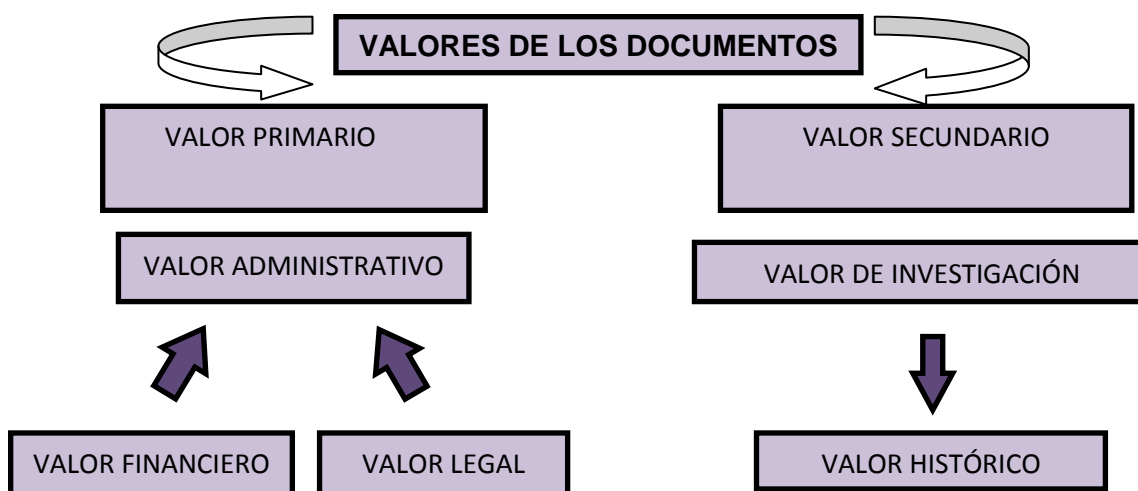 VALORES DE LOS DOCUMENTOS
VALOR PRIMARIO
VALOR SECUNDARIO
VALOR ADMINISTRATIVO
VALOR DE INVESTIGACIÓN
VALOR FINANCIERO
VALOR LEGAL
VALOR HISTÓRICO